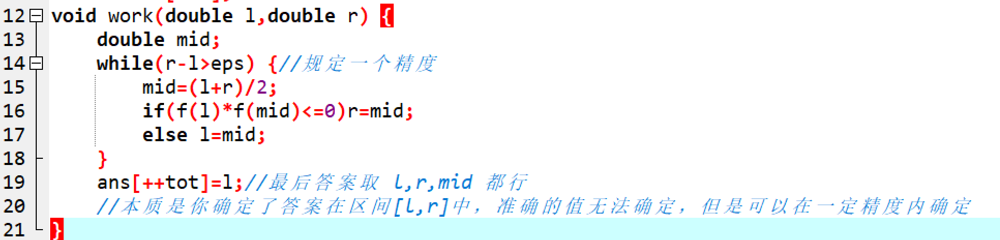 12 void work(double l,double r) {
13 double mid;
14 while(r-l>eps) {//规定一个精度
15 mid=(l+r)/2;
16 if(f(l)*f(mid)<=0)r=mid;
17 else l=mid;
18 }
19 ans[++tot]=l;//最后答案取 l,r,mid 都行
20 //本质是你确定了答案在区间[l,r]中，准确的值无法确定，但是可以在一定精度内确定
21 }